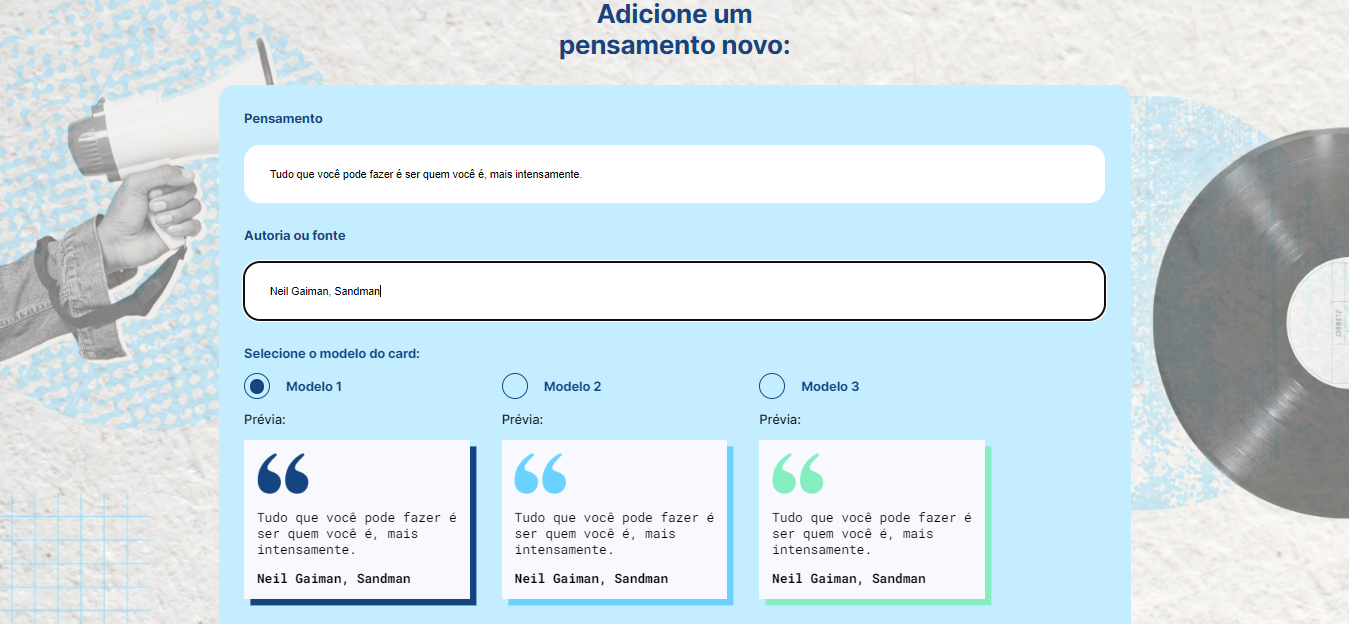 Adicione um
pensamento novo:
Pensamento
Tudo que você pode fazer é ser quem você é, mais intensamente.
Autoria ou fonte
Neil Gaiman, Sandman
Selecione o modelo do card:
Modelo 1 Modelo 2 Modelo 3
Prévia: Prévia: Prévia:
Tudo que você pode fazer é
ser quem você é, mais
intensamente.
Neil Gaiman, Sandman
Tudo que você pode fazer é
ser quem você é, mais
intensamente.
Neil Gaiman, Sandman
Tudo que você pode fazer é
ser quem você é, mais
intensamente.
Neil Gaiman, Sandman